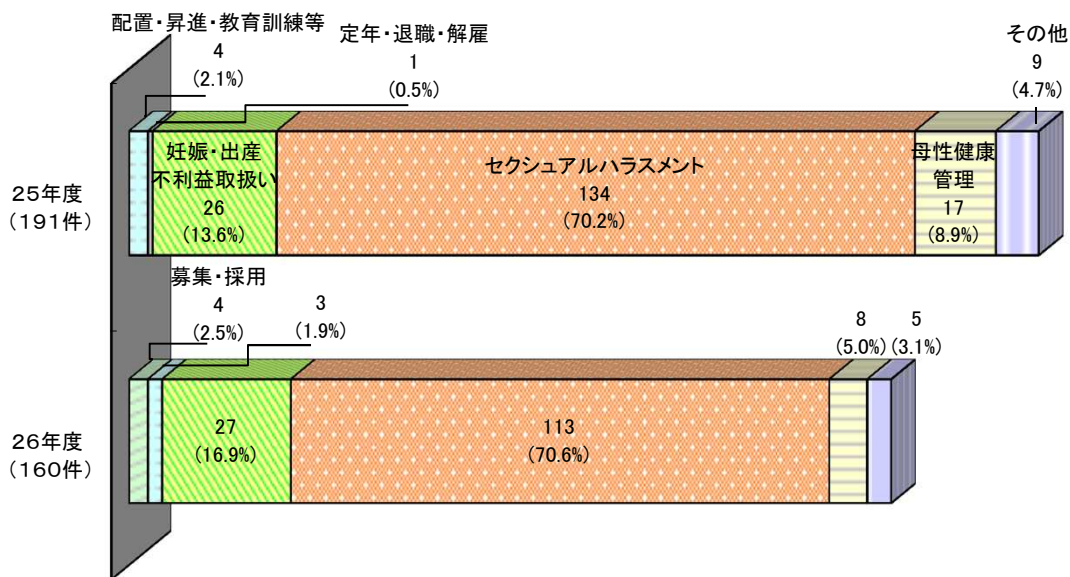 配置・昇進・教育訓練等
4
(2.1%)
定年・退職・解雇
1
(0.5%)
その他
9
(4.7%)
25年度
(191件)
妊娠・出産
不利益取扱い
26
(13.6%)
セクシュアルハラスメント
134
(70.2%)
母性健康
管理
17
(8.9%)
募集・採用
4
(2.5%)
3
(1.9%)
8
(5.0%)
5
(3.1%)
26年度
(160件)
27
(16.9%)
113
(70.6%)